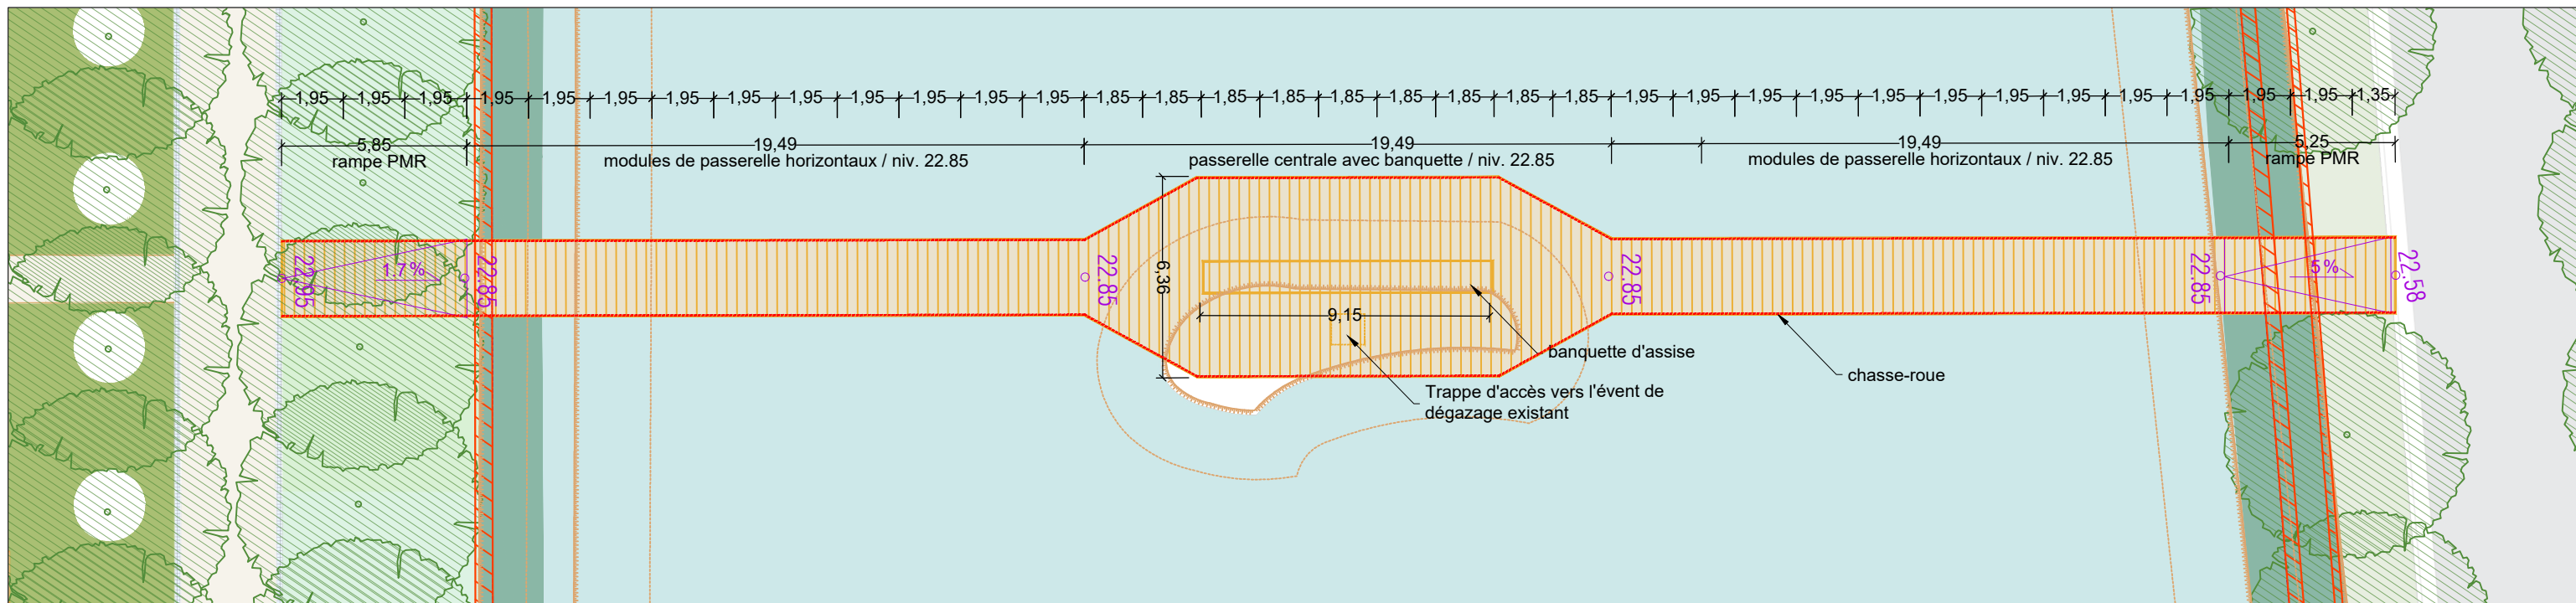 1,95 1,95 1,95 1,95 1,95 1,95 1,95 1,95 1,95 1,95 1,95 1,95 1,95 1,85 1,85 1,85 1,85 1,85 1,85 1,85 1,85 1,85 1,95 1,95 1,95 1,95 1,95 1,95 1,95 1,95 1,95 1,95 1,95 1,95 1,35
5,85 19,49 19,49 19,49 5,25
rampe PMR modules de passerelle horizontaux / niv. 22.85 passerelle centrale avec banquette / niv. 22.85 modules de passerelle horizontaux / niv. 22.85 rampe PMR
22.95 1.7% 22.85 22.85 6,36 22.85 22.85 5% 22.58
9,15
banquette d'assise
chasse-roue
Trappe d'accès vers l'évent de
dégazage existant